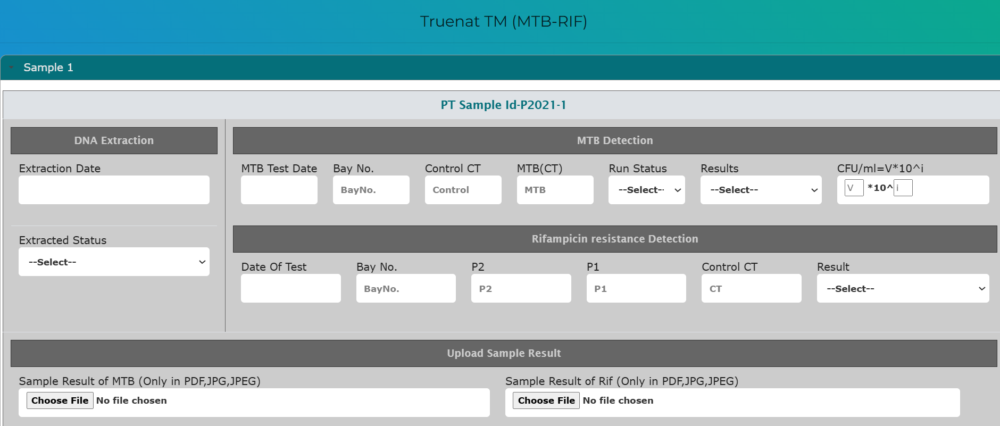 Truenat TM (MTB-RIF)
Sample 1
PT Sample Id-P2021-1
DNA Extraction
Extraction Date
Extracted Status
--Select--
MTB Detection
MTB Test Date Bay No. Control CT MTB(CT) Run Status Results CFU/ml=V*10^i
BayNo. Control MTB --Select-- --Select-- V *10^ i
Rifampicin resistance Detection
Date Of Test Bay No. P2 P1 Control CT Result
BayNo. P2 P1 CT --Select--
Upload Sample Result
Sample Result of MTB (Only in PDF,JPG,JPEG) Sample Result of Rif (Only in PDF,JPG,JPEG)
Choose File No file chosen Choose File No file chosen